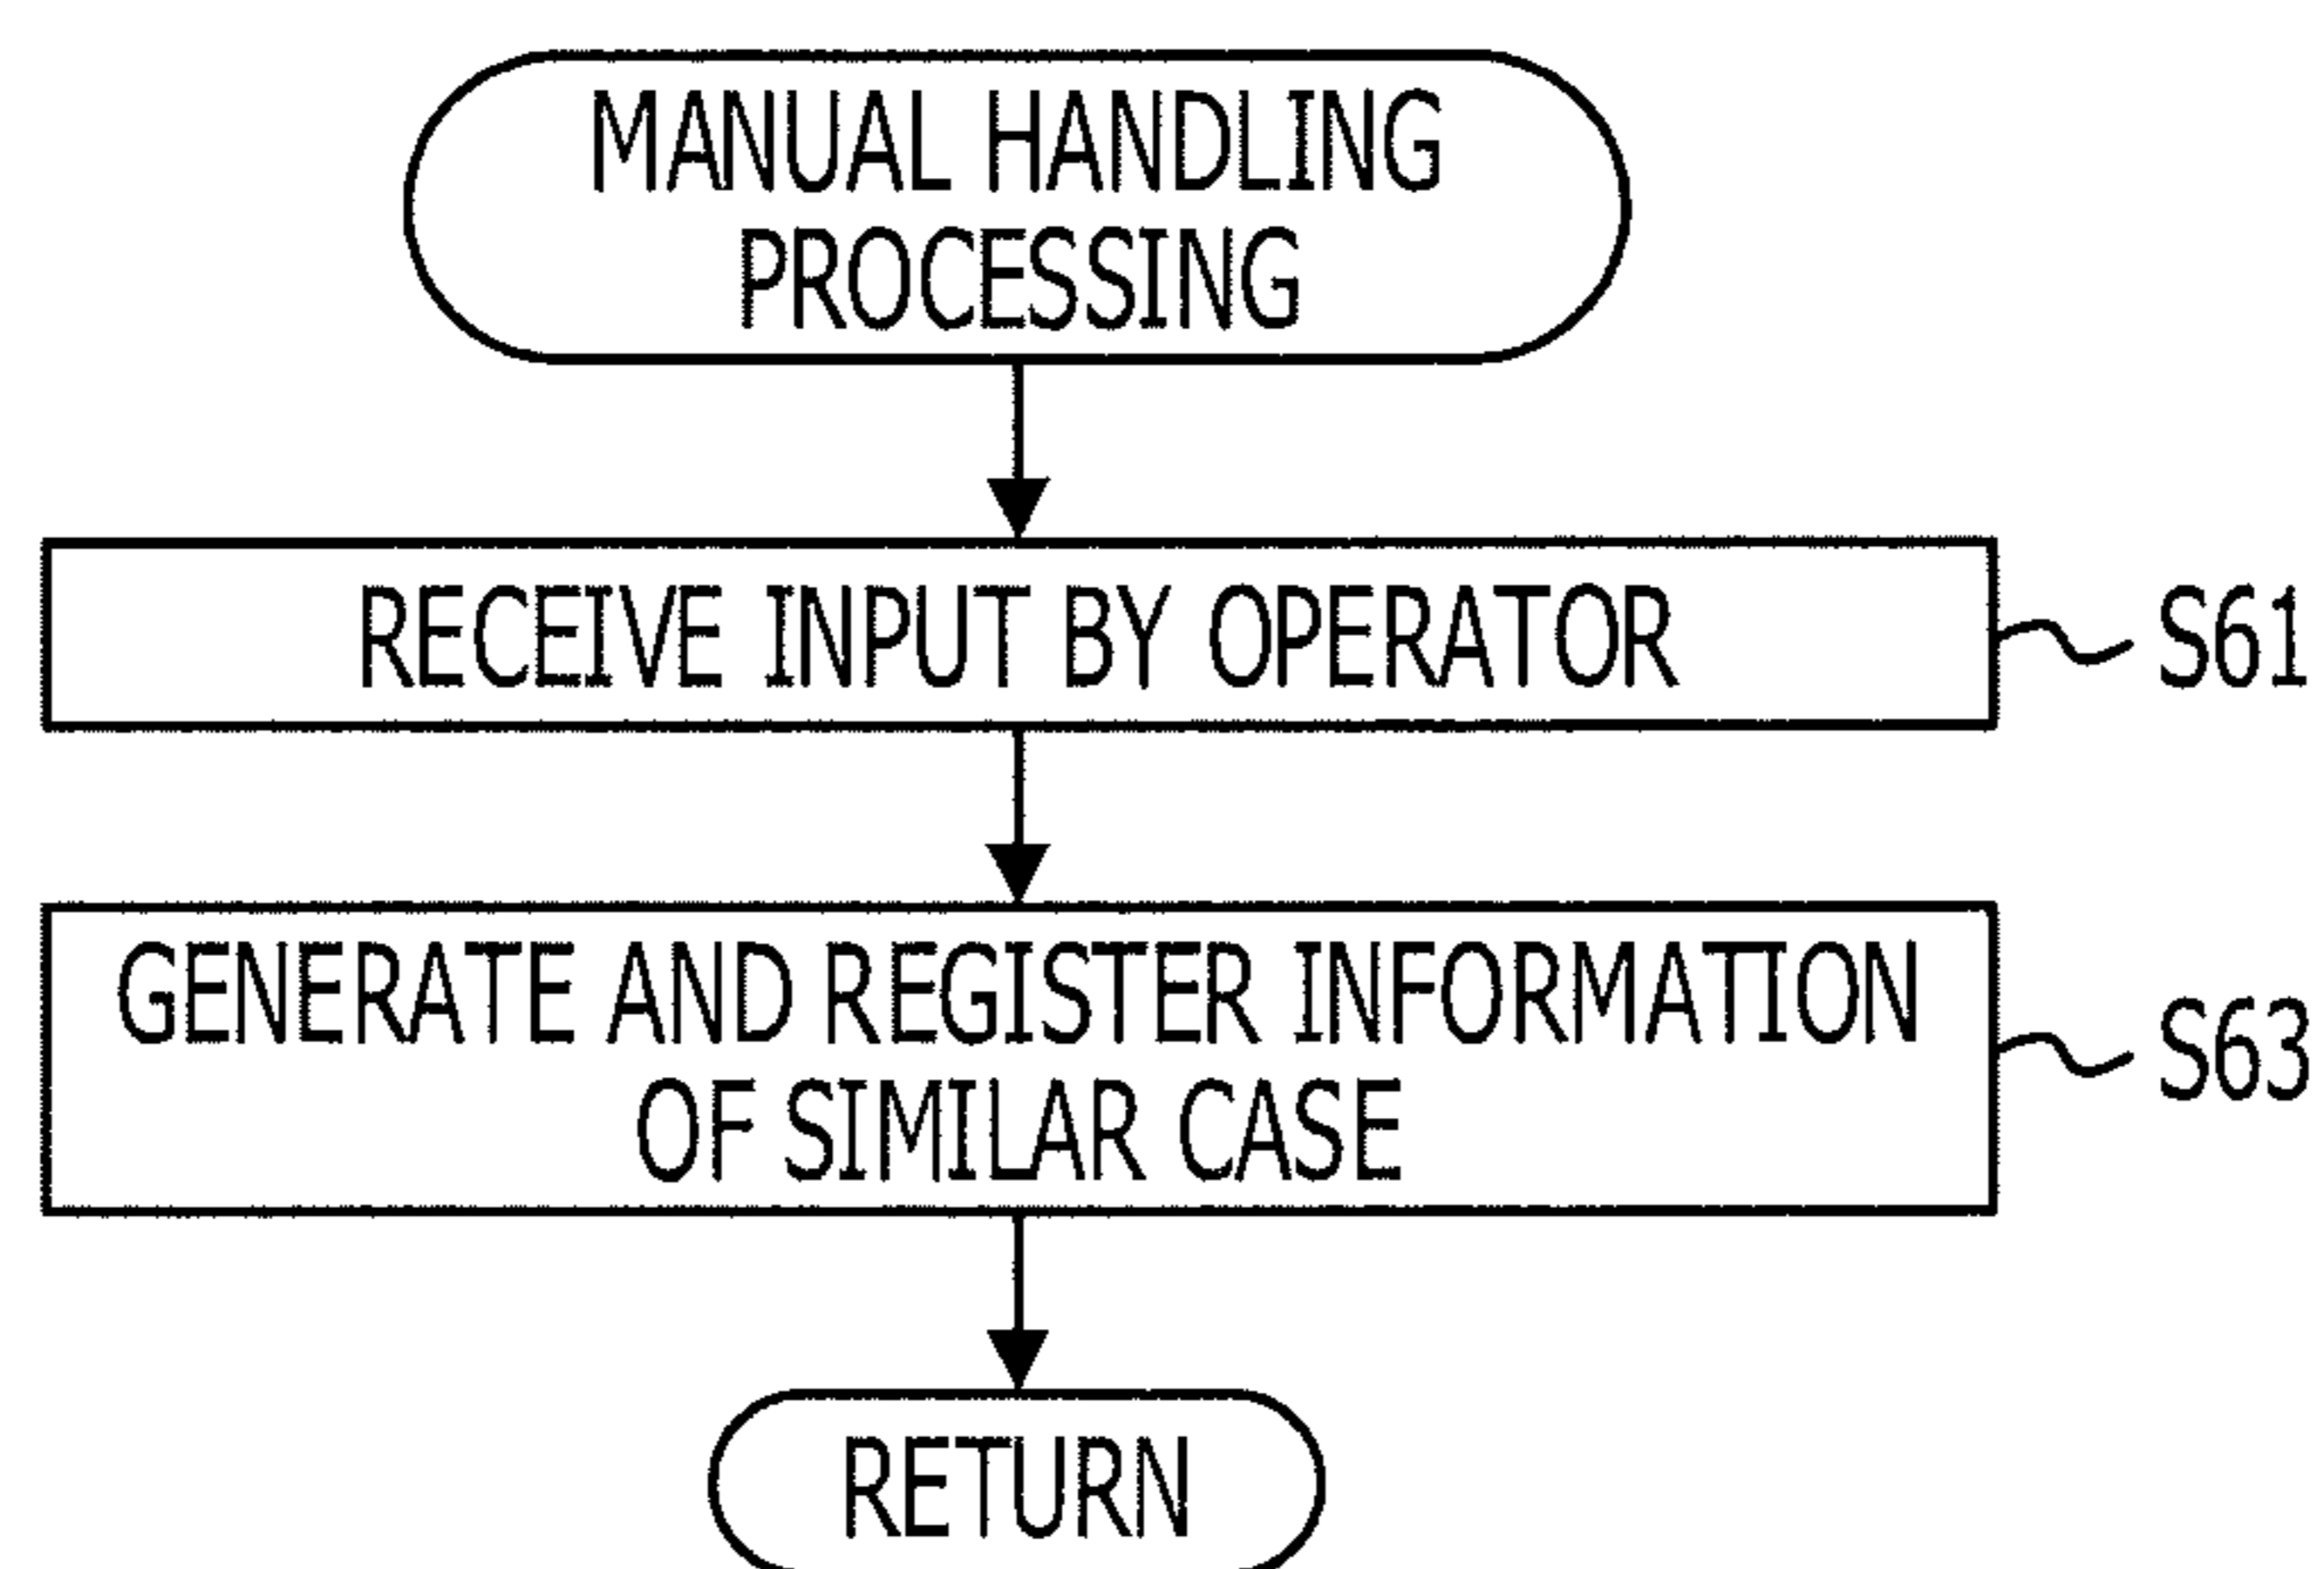 MANUAL HANDLING
PROCESSING
RECEIVE INPUT BY OPERATOR
S61
GENERATE AND REGISTER INFORMATION
OF SIMILAR CASE
S63
RETURN